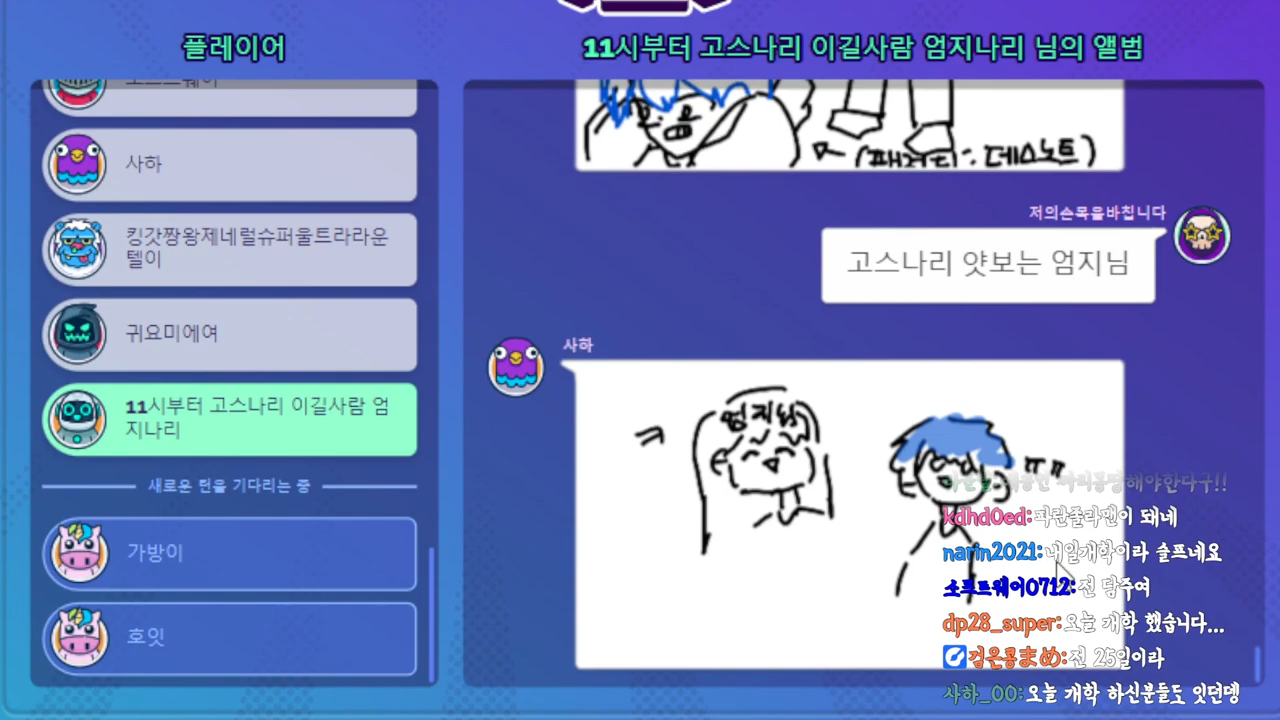 플레이어
11시부터 고스나리 이길사람 엄지나리 님의 앨범
사하
킹갓짱왕제네럴슈퍼울트라라운
텔이
귀요미에여
11시부터 고스나리 이길사람 엄
지나리
새로운 턴을 기다리는 중
가방이
호잇
(패러디: 데스노트)
저의손목을바칩니다
고스나리 얏보는 엄지님
사하
ㅋ
엄지님
ㅠㅠ
kdhd0ed:파란졸라맨이 돼네
narin2021:내일개학이라 슬프네요
소프트웨어0712:전 담주여
dp28_super:오늘 개학 했습니다...
검은콩まめ:전 25일이라
사하_00:오늘 개학 하신분들도 잇던뎅